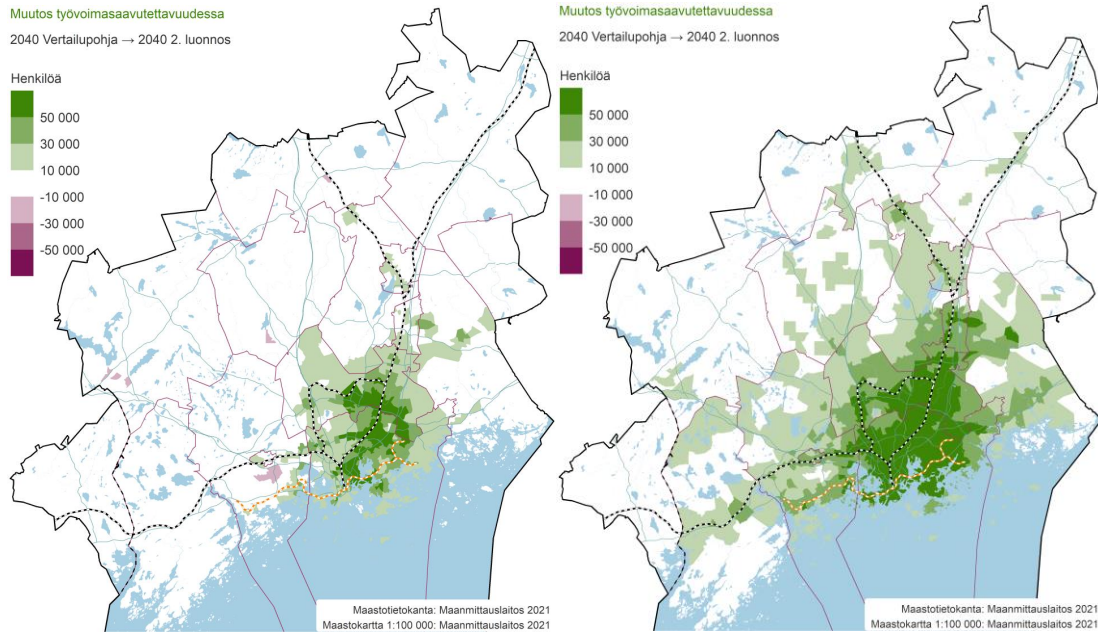 Muutos työvoimasaavutettavuudessa
2040 Vertailupohja → 2040 2. luonnos
Henkilöä
50 000
30 000
10 000
-10 000
-30 000
-50 000
Maastotietokanta: Maanmittauslaitos 2021
Maastokartta 1:100 000: Maanmittauslaitos 2021
Muutos työvoimasaavutettavuudessa
2040 Vertailupohja → 2040 2. luonnos
Henkilöä
50 000
30 000
10 000
-10 000
-30 000
-50 000
Maastotietokanta: Maanmittauslaitos 2021
Maastokartta 1:100 000: Maanmittauslaitos 2021